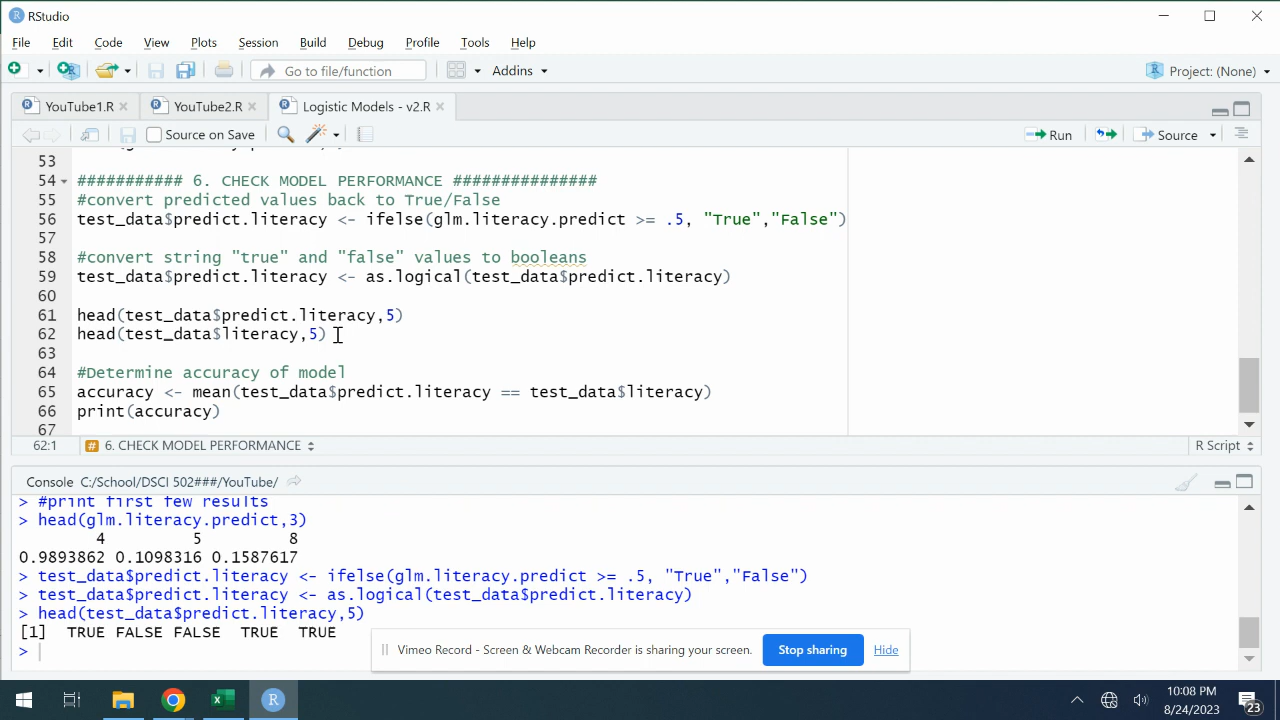 RStudio
File Edit Code View Plots Session Build Debug Profile Tools Help
Go to file/function Addins Project: (None)
YouTube1.R YouTube2.R Logistic Models - v2.R
Source on Save Run Source
53
54 ########### 6. CHECK MODEL PERFORMANCE ###############
55 #convert predicted values back to True/False
56 test_data$predict.literacy <- ifelse(glm.literacy.predict >= .5, "True","False")
57
58 #convert string "true" and "false" values to booleans
59 test_data$predict.literacy <- as.logical(test_data$predict.literacy)
60
61 head(test_data$predict.literacy,5)
62 head(test_data$literacy,5)
63
64 #Determine accuracy of model
65 accuracy <- mean(test_data$predict.literacy == test_data$literacy)
66 print(accuracy)
67
62:1 # 6. CHECK MODEL PERFORMANCE R Script
Console C:/School/DSCI 502###/YouTube/
> #print first few results
> head(glm.literacy.predict,3)
4 5 8
0.9893862 0.1098316 0.1587617
> test_data$predict.literacy <- ifelse(glm.literacy.predict >= .5, "True","False")
> test_data$predict.literacy <- as.logical(test_data$predict.literacy)
> head(test_data$predict.literacy,5)
[1] TRUE FALSE FALSE TRUE TRUE
>
Vimeo Record - Screen & Webcam Recorder is sharing your screen. Stop sharing Hide
10:08 PM
8/24/2023
23